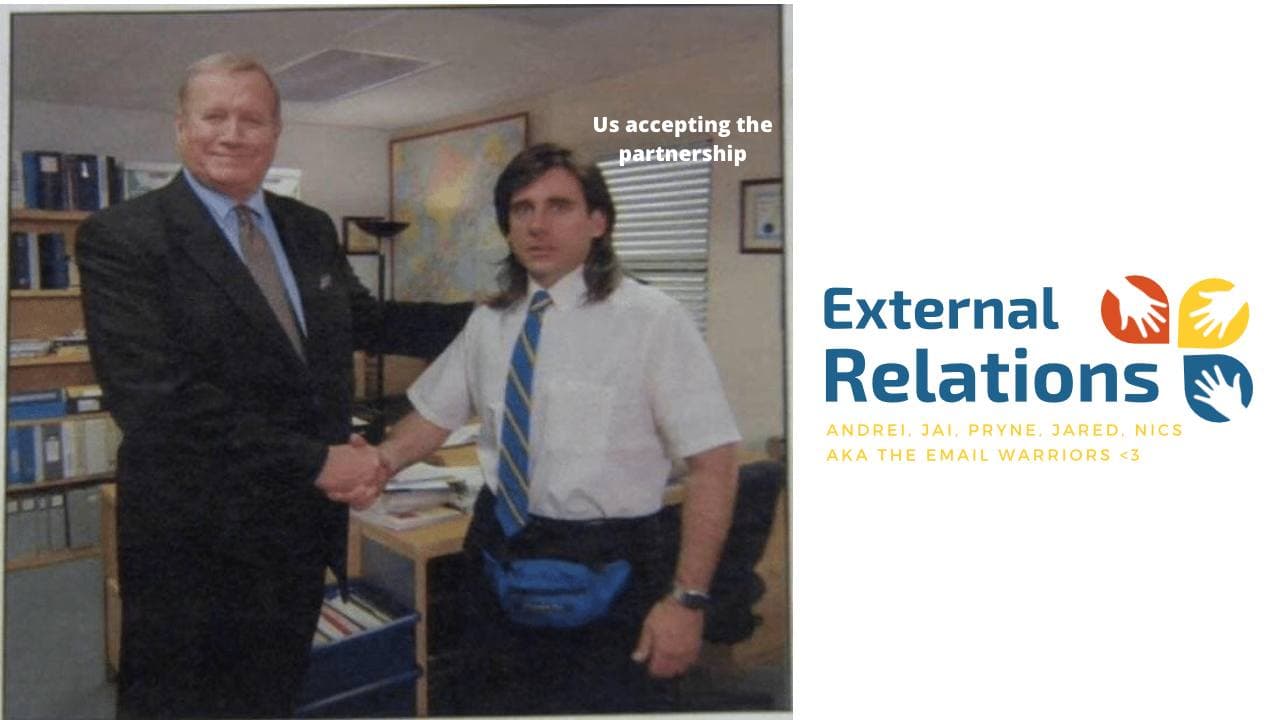 Us accepting the
partnership
External
Relations
ANDREI, JAI, PRYNE, JARED, NICS
AKA THE EMAIL WARRIORS <3